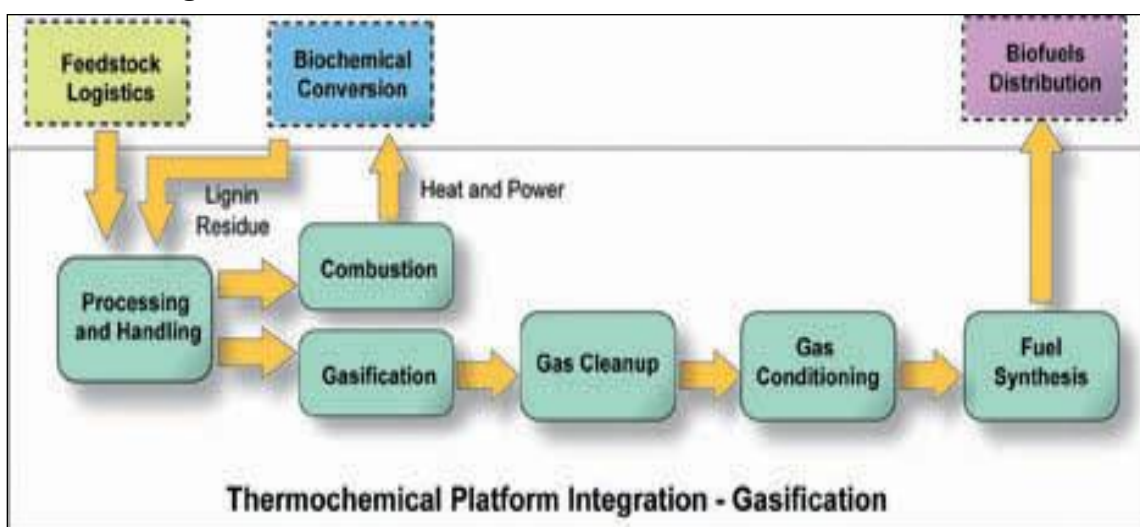 Feedstock
Logistics
Biochemical
Conversion
Biofuels
Distribution
Lignin
Residue
Heat and Power
Processing
and Handling
Combustion
Gasification
Gas Cleanup
Gas
Conditioning
Fuel
Synthesis
Thermochemical Platform Integration - Gasification